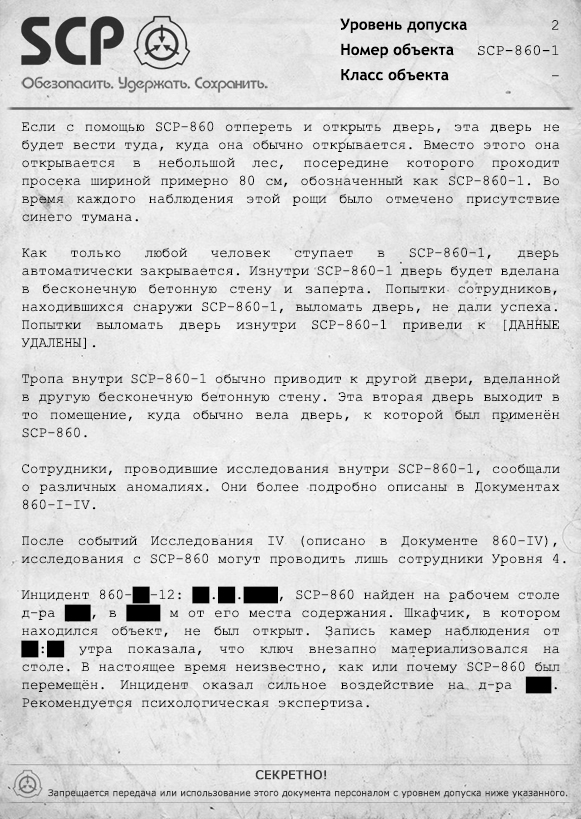 SCP
Обезопасить. Удержать. Сохранить.
Уровень допуска 2
Номер объекта SCP-860-1
Класс объекта –
Если с помощью SCP-860 отпереть и открыть дверь, эта дверь не
будет вести туда, куда она обычно открывается. Вместо этого она
открывается в небольшой лес, посередине которого проходит
просека шириной примерно 80 см, обозначенный как SCP-860-1. Во
время каждого наблюдения этой рощи было отмечено присутствие
синего тумана.
Как только любой человек ступает в SCP-860-1, дверь
автоматически закрывается. Изнутри SCP-860-1 дверь будет вделана
в бесконечную бетонную стену и заперта. Попытки сотрудников,
находившихся снаружи SCP-860-1, выломать дверь, не дали успеха.
Попытки выломать дверь изнутри SCP-860-1 привели к [ДАННЫЕ
УДАЛЕНЫ].
Тропа внутри SCP-860-1 обычно приводит к другой двери, вделанной
в другую бесконечную бетонную стену. Эта вторая дверь выходит в
то помещение, куда обычно вела дверь, к которой был применён
SCP-860.
Сотрудники, проводившие исследования внутри SCP-860-1, сообщали
о различных аномалиях. Они более подробно описаны в Документах
860-I-IV.
После событий Исследования IV (описано в Документе 860-IV),
исследования с SCP-860 могут проводить лишь сотрудники Уровня 4.
Инцидент 860-██-12: ██.██.████, SCP-860 найден на рабочем столе
д-ра ███, в ████ м от его места содержания. Шкафчик, в котором
находился объект, не был открыт. Запись камер наблюдения от
██:██ утра показала, что ключ внезапно материализовался на
столе. В настоящее время неизвестно, как или почему SCP-860 был
перемещён. Инцидент оказал сильное воздействие на д-ра ███.
Рекомендуется психологическая экспертиза.
СЕКРЕТНО!
Запрещается передача или использование этого документа персоналом с уровнем допуска ниже указанного.